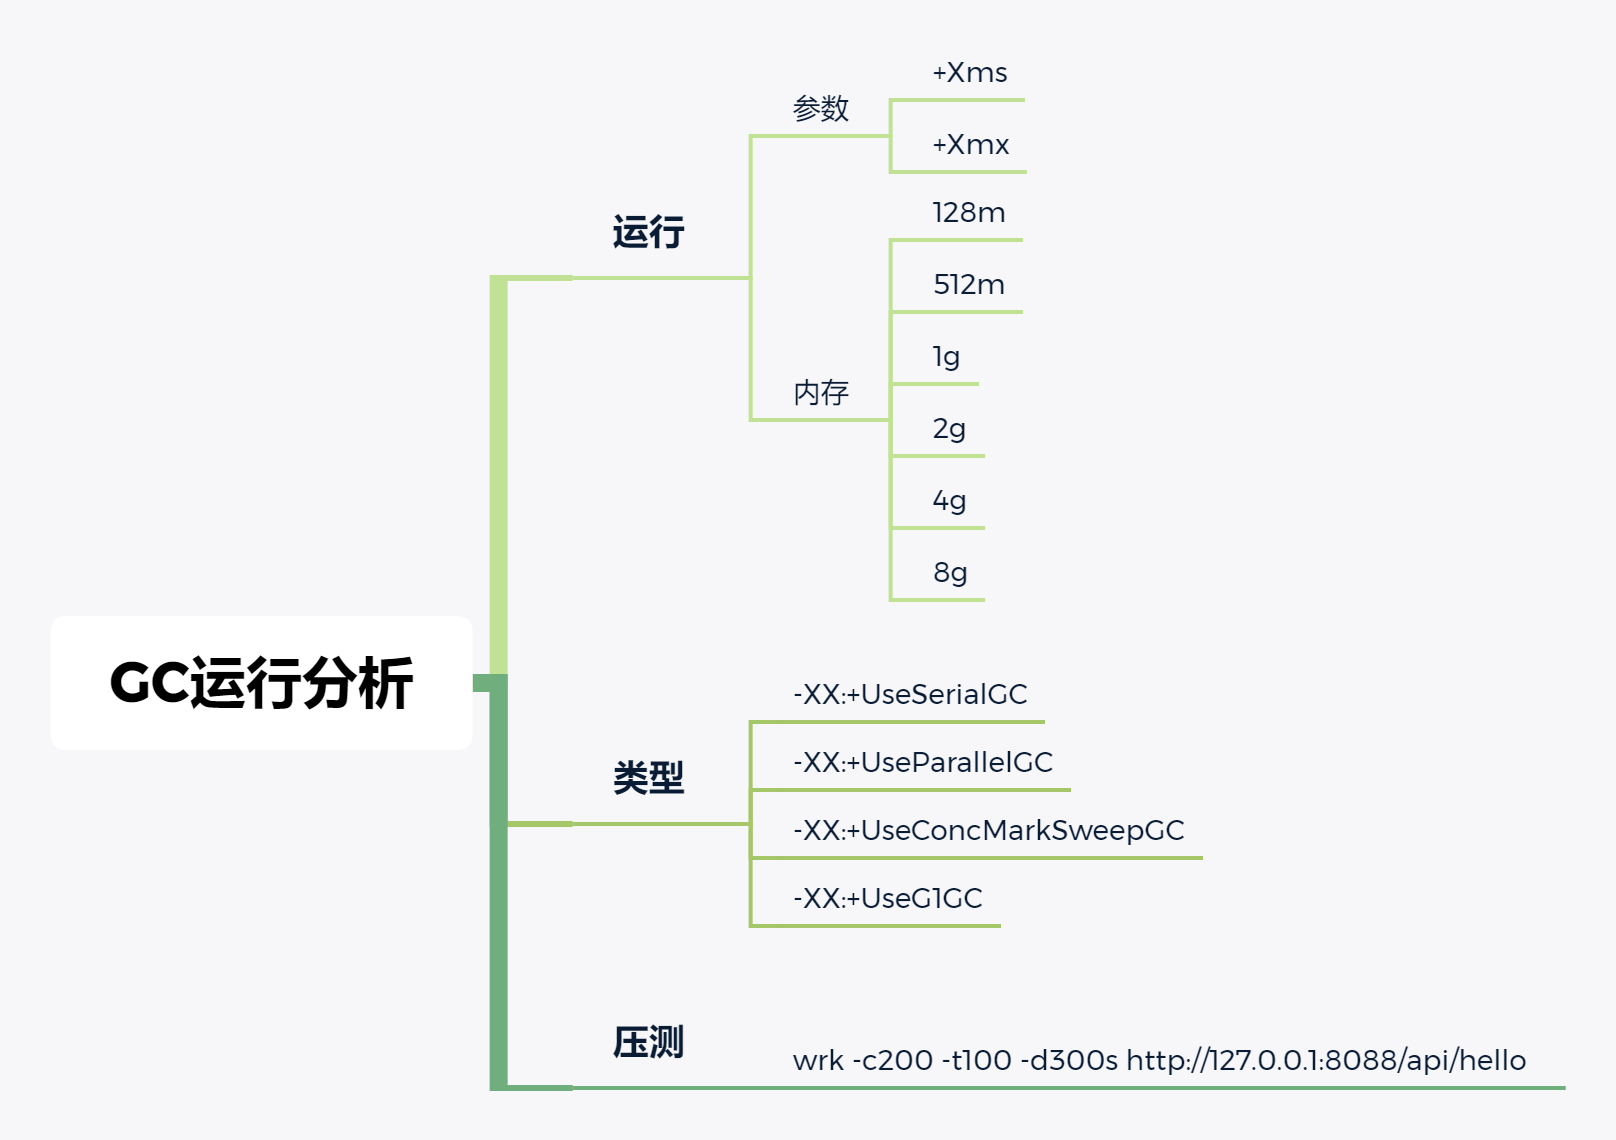 GC运行分析
运行
参数
+Xms
+Xmx
内存
128m
512m
1g
2g
4g
8g
类型
-XX:+UseSerialGC
-XX:+UseParallelGC
-XX:+UseConcMarkSweepGC
-XX:+UseG1GC
压测
wrk -c200 -t100 -d300s http://127.0.0.1:8088/api/hello